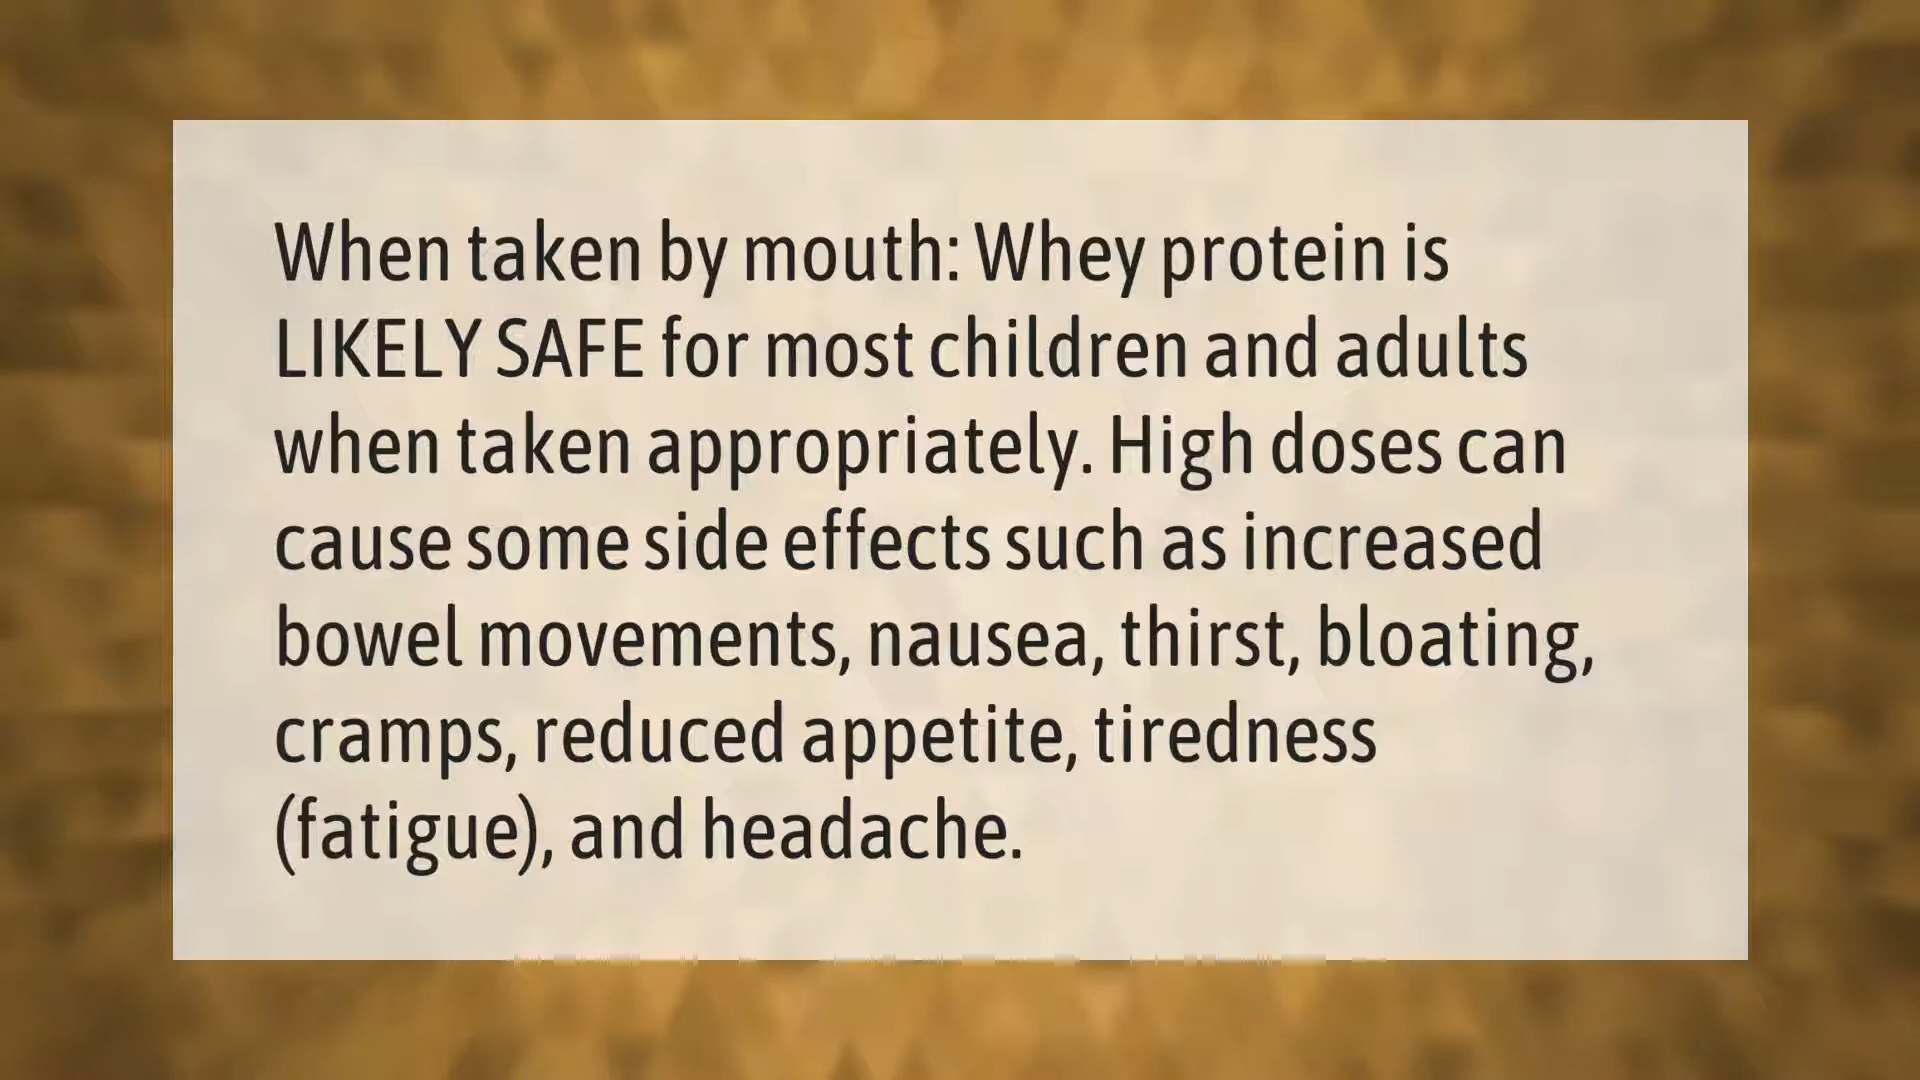 When taken by mouth: Whey protein is
LIKELY SAFE for most children and adults
when taken appropriately. High doses can
cause some side effects such as increased
bowel movements, nausea, thirst, bloating,
cramps, reduced appetite, tiredness
(fatigue), and headache.